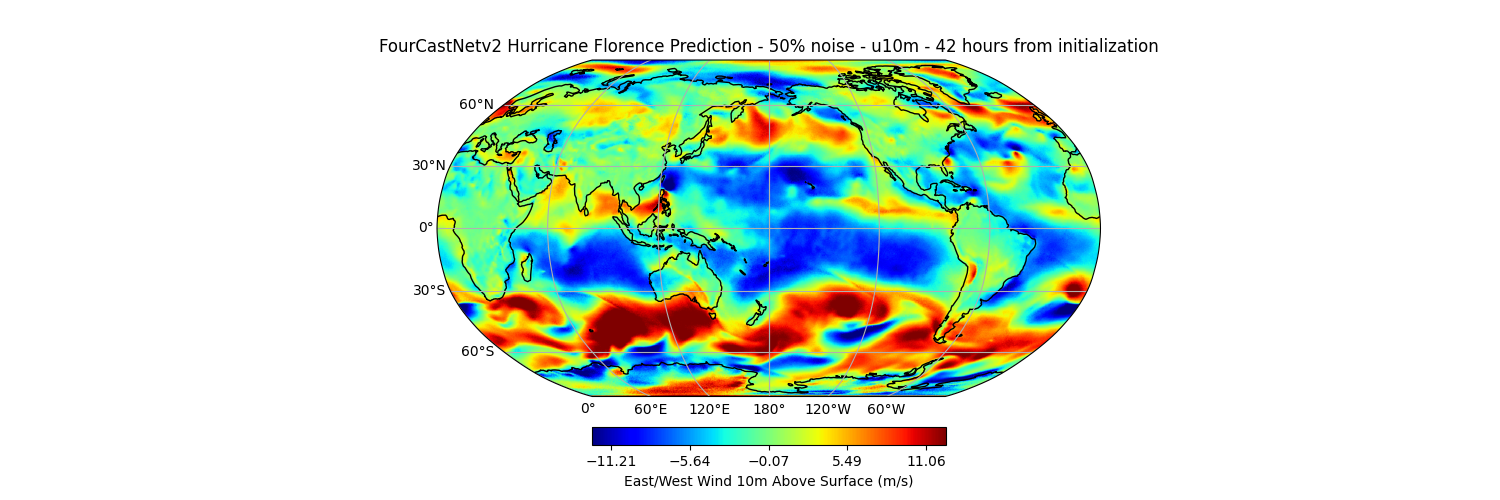 FourCastNetv2 Hurricane Florence Prediction - 50% noise - u10m - 42 hours from initialization
60°N
30°N
0°
30°S
60°S
0° 60°E 120°E 180° 120°W 60°W
−11.21 −5.64 −0.07 5.49 11.06
East/West Wind 10m Above Surface (m/s)